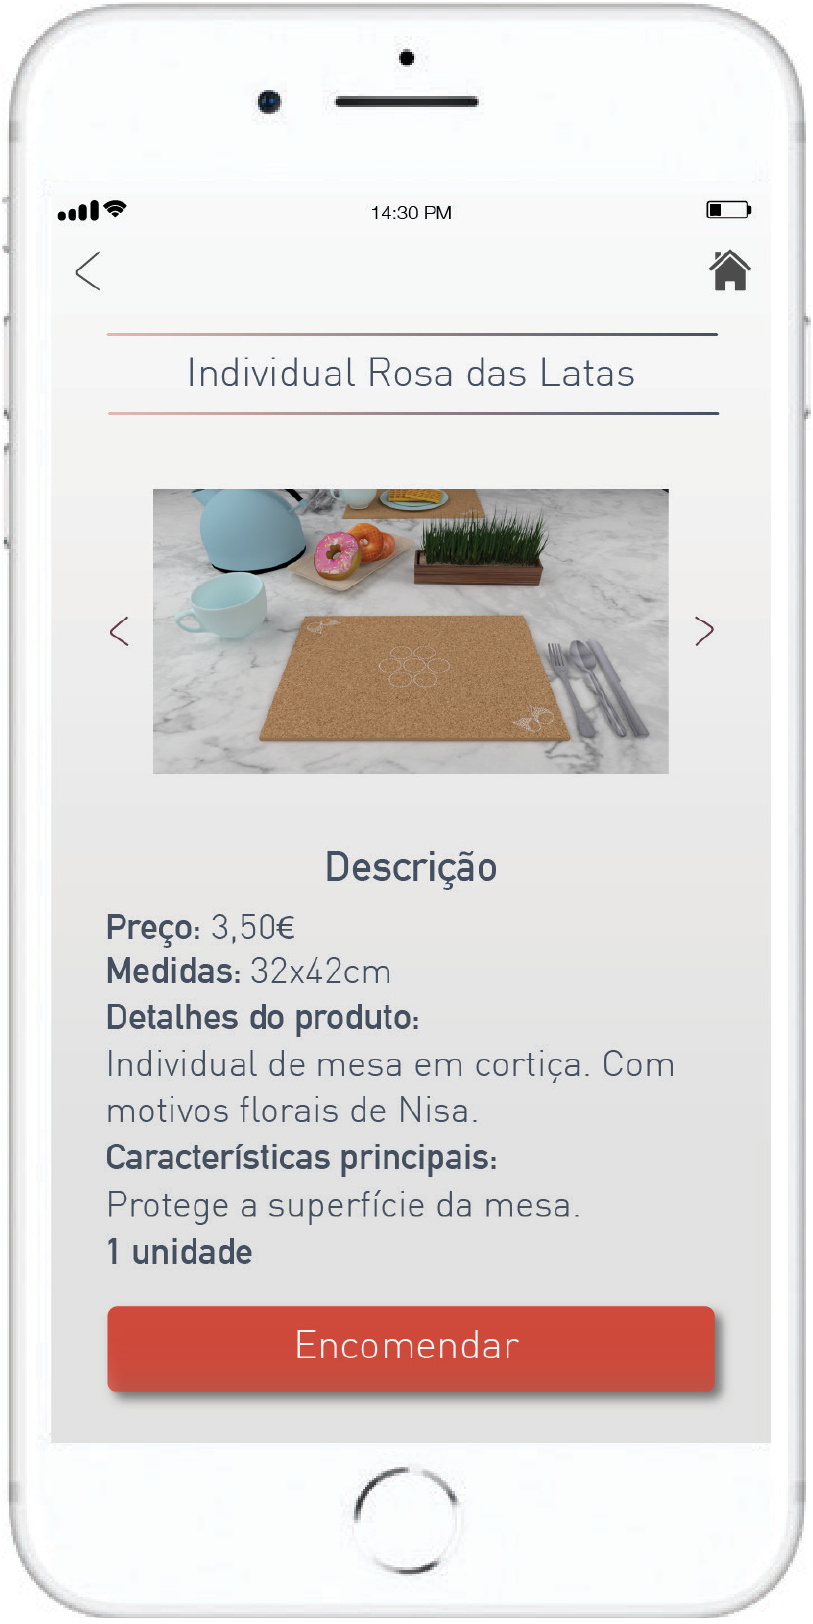 14:30 PM
Individual Rosa das Latas
Descrição
Preço: 3,50€
Medidas: 32x42cm
Detalhes do produto:
Individual de mesa em cortiça. Com
motivos florais de Nisa.
Características principais:
Protege a superfície da mesa.
1 unidade
Encomendar